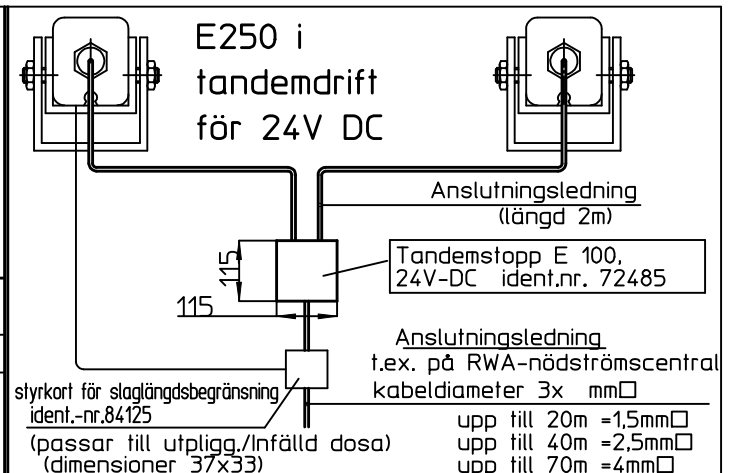 E250 i
tandemdrift
för 24V DC
Anslutningsledning
(längd 2m)
Tandemstopp E 100,
24V-DC ident.nr. 72485
115
115
Anslutningsledning
t.ex. på RWA-nödströmscentral
kabeldiameter 3x mm□
styrkort för slaglängdsbegränsning
ident.-nr.84125
(passar till utpligg./Infälld dosa)
(dimensioner 37x33)
upp till 20m =1,5mm□
upp till 40m =2,5mm□
upp till 70m =4mm□